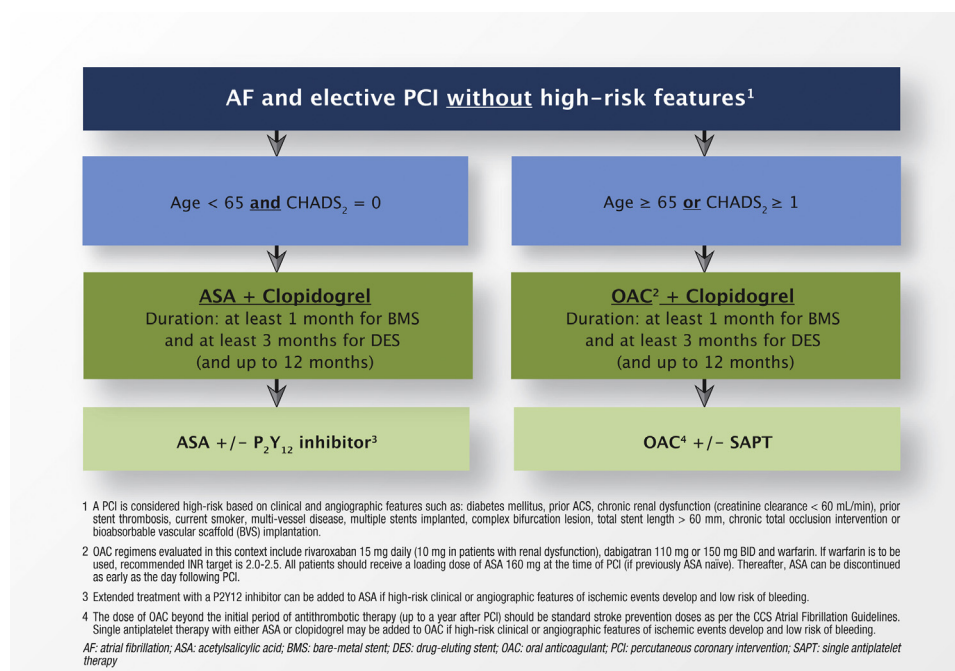 AF and elective PCI without high-risk features¹
Age < 65 and CHADS₂ = 0
Age ≥ 65 or CHADS₂ ≥ 1
ASA + Clopidogrel
Duration: at least 1 month for BMS
and at least 3 months for DES
(and up to 12 months)
OAC² + Clopidogrel
Duration: at least 1 month for BMS
and at least 3 months for DES
(and up to 12 months)
ASA +/- P₂Y₁₂ inhibitor³
OAC⁴ +/- SAPT
1 A PCI is considered high-risk based on clinical and angiographic features such as: diabetes mellitus, prior ACS, chronic renal dysfunction (creatinine clearance < 60 mL/min), prior
stent thrombosis, current smoker, multi-vessel disease, multiple stents implanted, complex bifurcation lesion, total stent length > 60 mm, chronic total occlusion intervention or
bioabsorbable vascular scaffold (BVS) implantation.
2 OAC regimens evaluated in this context include rivaroxaban 15 mg daily (10 mg in patients with renal dysfunction), dabigatran 110 mg or 150 mg BID and warfarin. If warfarin is to be
used, recommended INR target is 2.0-2.5. All patients should receive a loading dose of ASA 160 mg at the time of PCI (if previously ASA naïve). Thereafter, ASA can be discontinued
as early as the day following PCI.
3 Extended treatment with a P2Y12 inhibitor can be added to ASA if high-risk clinical or angiographic features of ischemic events develop and low risk of bleeding.
4 The dose of OAC beyond the initial period of antithrombotic therapy (up to a year after PCI) should be standard stroke prevention doses as per the CCS Atrial Fibrillation Guidelines.
Single antiplatelet therapy with either ASA or clopidogrel may be added to OAC if high-risk clinical or angiographic features of ischemic events develop and low risk of bleeding.
AF: atrial fibrillation; ASA: acetylsalicylic acid; BMS: bare-metal stent; DES: drug-eluting stent; OAC: oral anticoagulant; PCI: percutaneous coronary intervention; SAPT: single antiplatelet
therapy